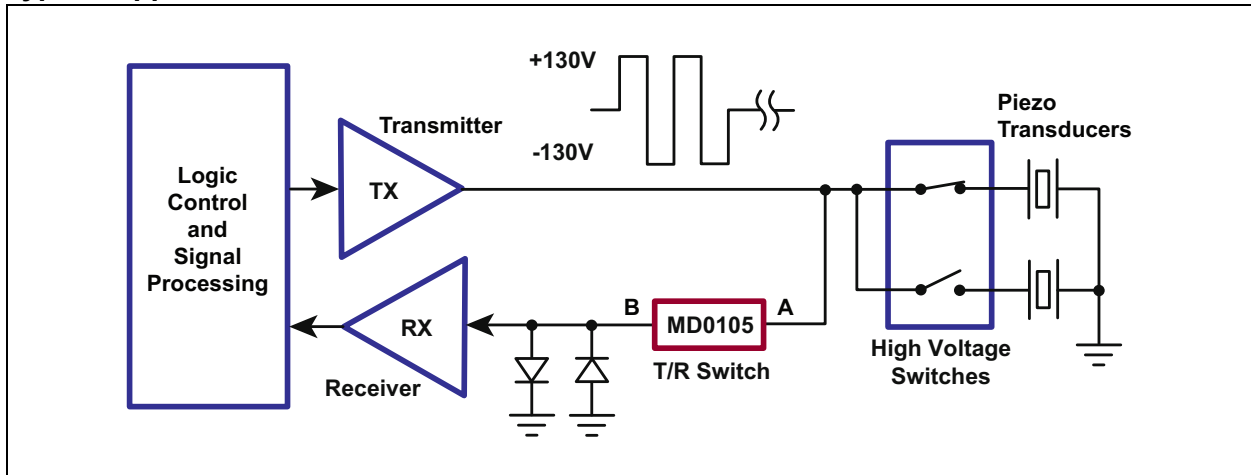 +130V
-130V
Piezo
Transducers
Transmitter
TX
Logic
Control
and
Signal
Processing
B
MD0105
A
RX
T/R Switch
High Voltage
Switches
Receiver